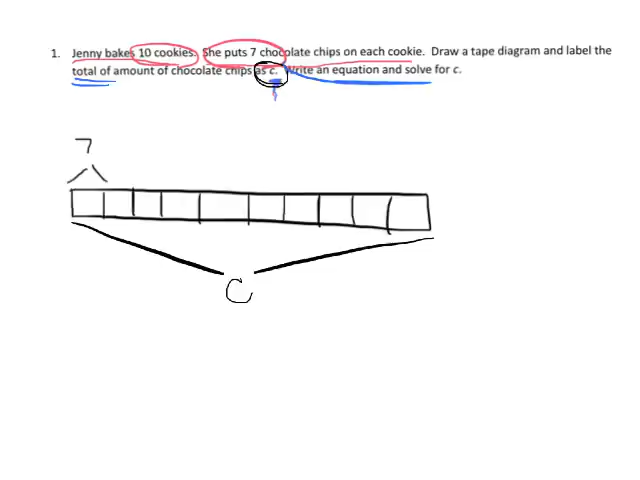 1. Jenny bakes 10 cookies. She puts 7 chocolate chips on each cookie. Draw a tape diagram and label the
total of amount of chocolate chips as c. Write an equation and solve for c.
7
C